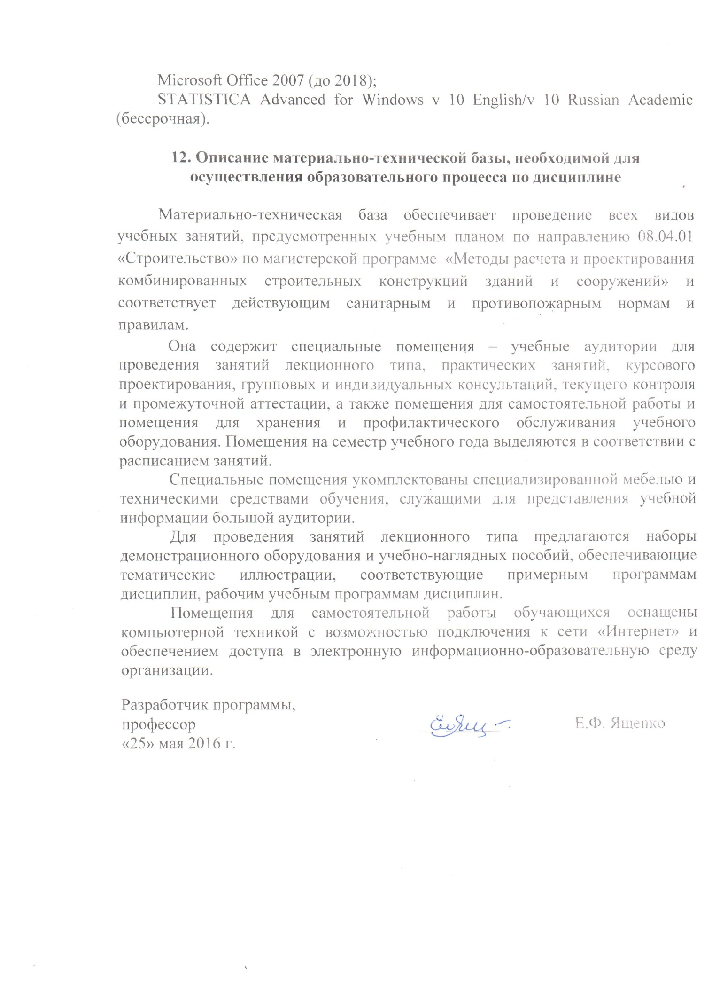 Microsoft Office 2007 (до 2018);
STATISTICA Advanced for Windows v 10 English/v 10 Russian Academic
(бессрочная).
12. Описание материально-технической базы, необходимой для
осуществления образовательного процесса по дисциплине
Материально-техническая база обеспечивает проведение всех видов
учебных занятий, предусмотренных учебным планом по направлению 08.04.01
«Строительство» по магистерской программе «Методы расчета и проектирования
комбинированных строительных конструкций зданий и сооружений» и
соответствует действующим санитарным и противопожарным нормам и
правилам.
Она содержит специальные помещения – учебные аудитории для
проведения занятий лекционного типа, практических занятий, курсового
проектирования, групповых и индивидуальных консультаций, текущего контроля
и промежуточной аттестации, а также помещения для самостоятельной работы и
помещения для хранения и профилактического обслуживания учебного
оборудования. Помещения на семестр учебного года выделяются в соответствии с
расписанием занятий.
Специальные помещения укомплектованы специализированной мебелью и
техническими средствами обучения, служащими для представления учебной
информации большой аудитории.
Для проведения занятий лекционного типа предлагаются наборы
демонстрационного оборудования и учебно-наглядных пособий, обеспечивающие
тематические иллюстрации, соответствующие примерным программам
дисциплин, рабочим учебным программам дисциплин.
Помещения для самостоятельной работы обучающихся оснащены
компьютерной техникой с возможностью подключения к сети «Интернет» и
обеспечением доступа в электронную информационно-образовательную среду
организации.
Разработчик программы,
профессор Е.Ф. Ященко
«25» мая 2016 г.